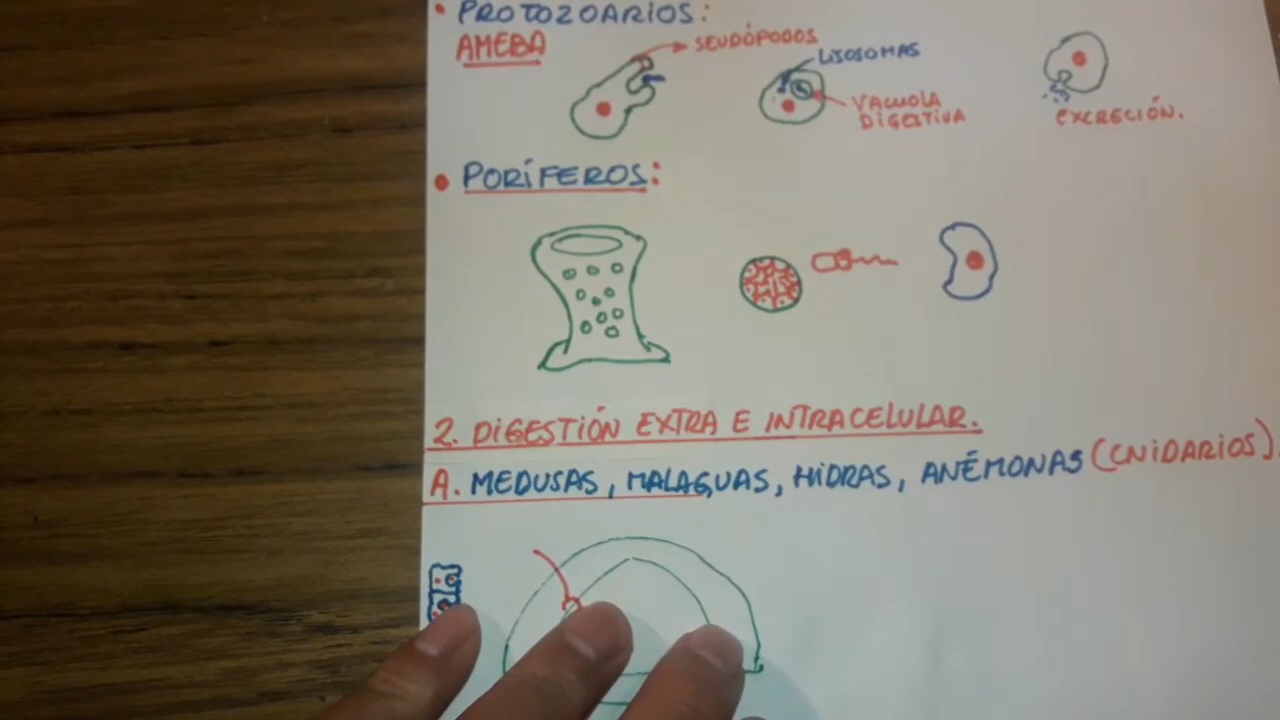 • PROTOZOARIOS:
AMEBA
SEUDÓPODOS
LISOSOMAS
VACUOLA
DIGESTIVA
EXCRECIÓN.
• PORÍFEROS:
2. DIGESTIÓN EXTRA E INTRACELULAR.
A. MEDUSAS, MALAGUAS, HIDRAS, ANÉMONAS (CNIDARIOS).